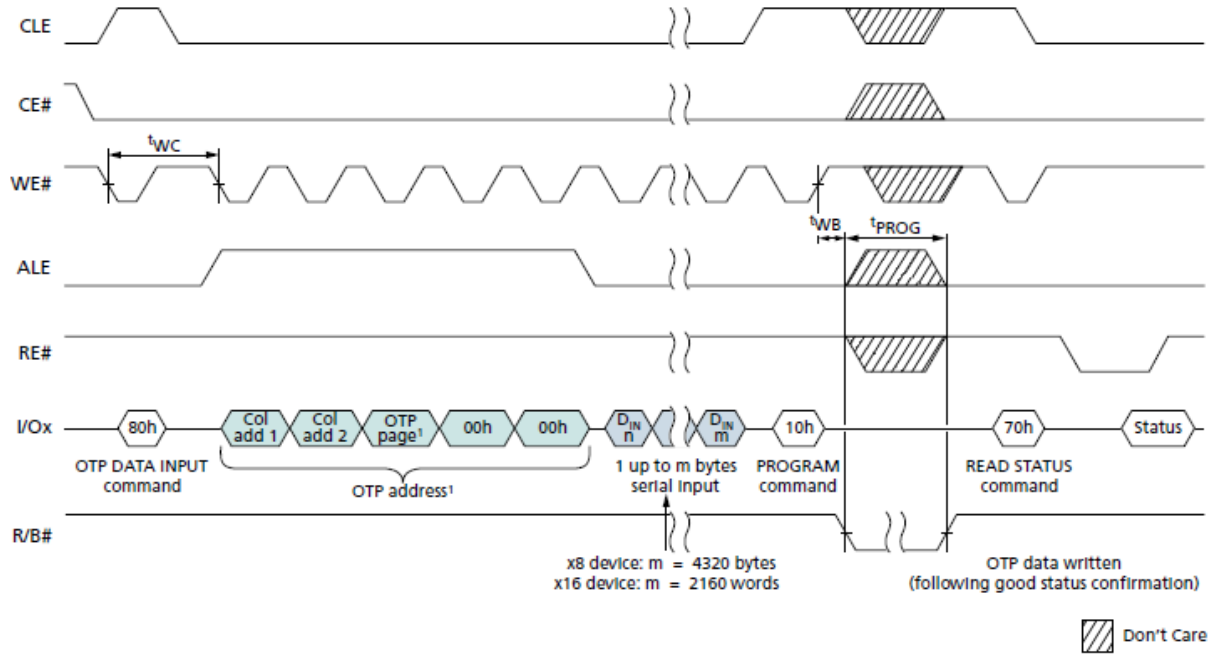 CLE
CE#
tWC
WE#
tWB
tPROG
ALE
RE#
I/Ox
80h
Col add 1
Col add 2
OTP page¹
00h
00h
DIN n
DIN m
10h
70h
Status
OTP DATA INPUT
command
OTP address¹
1 up to m bytes
serial input
PROGRAM
command
READ STATUS
command
R/B#
x8 device: m = 4320 bytes
x16 device: m = 2160 words
OTP data written
(following good status confirmation)
Don't Care